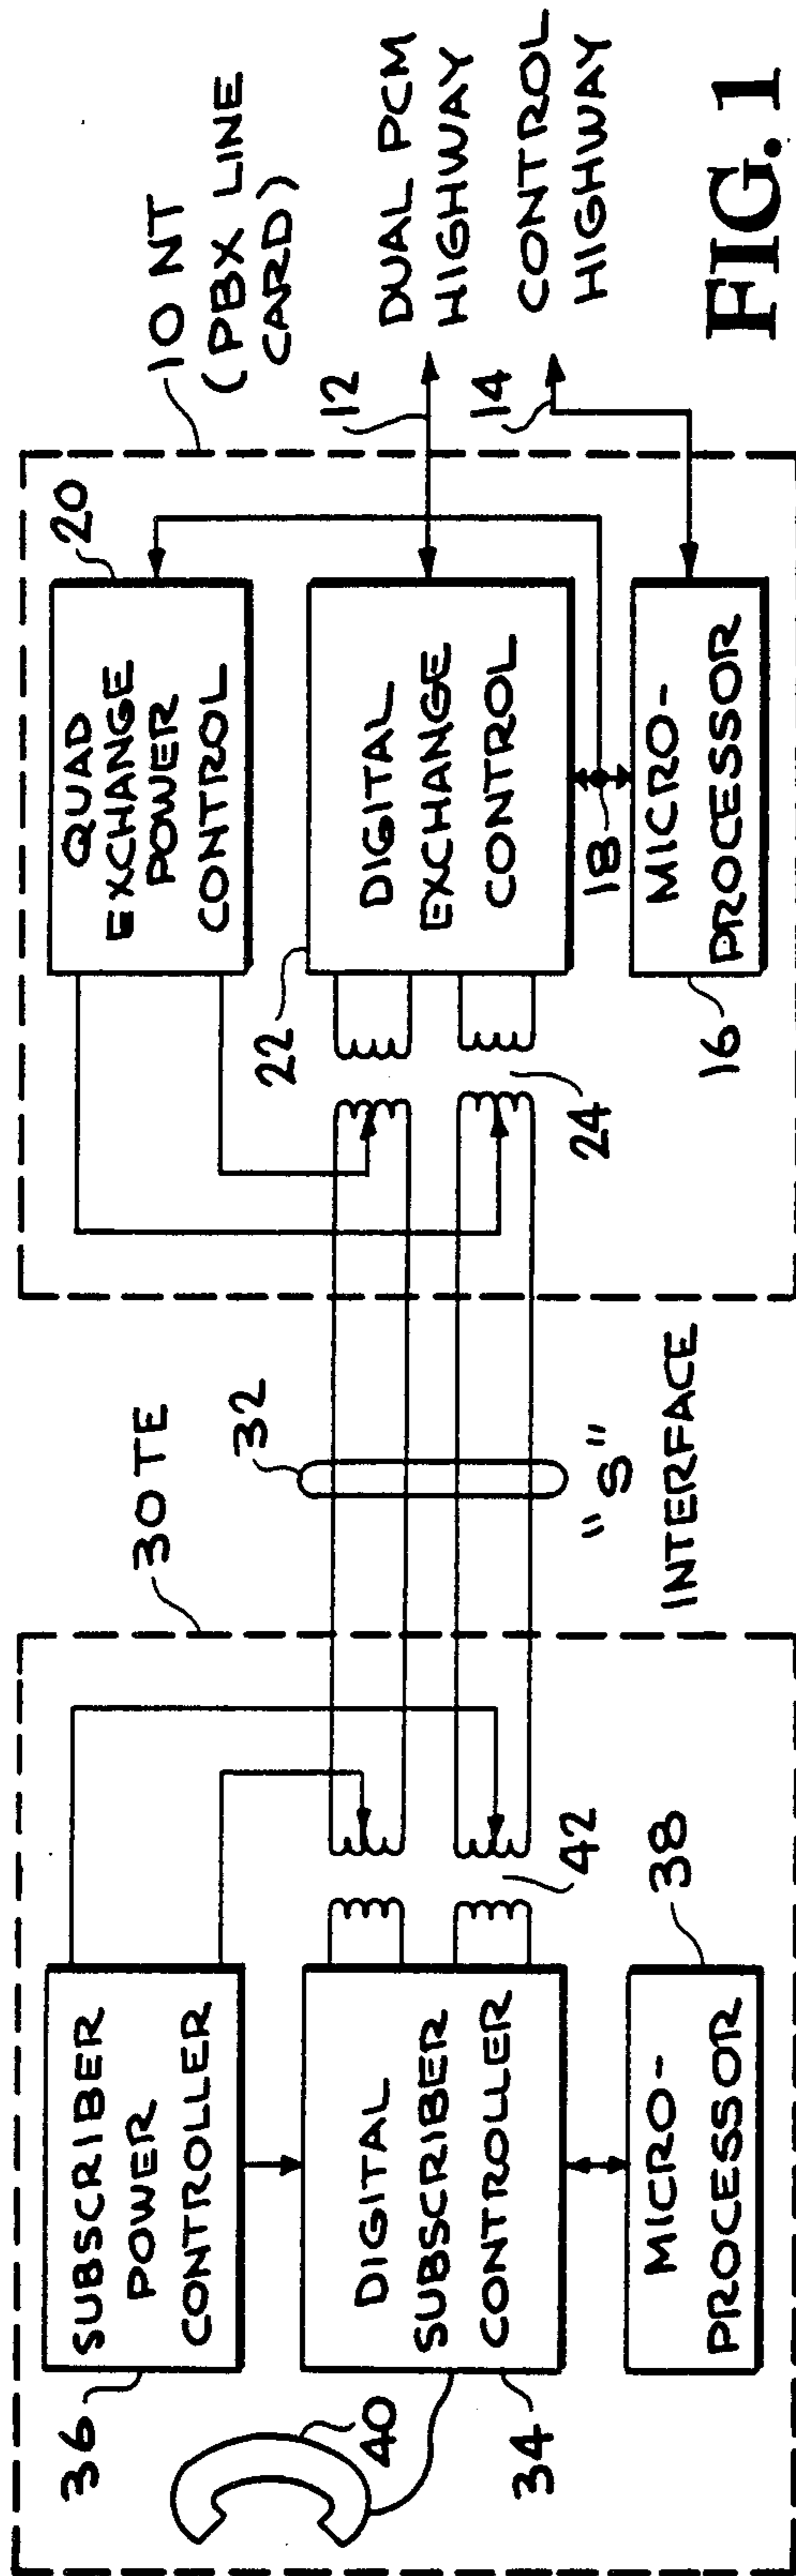 30 TE
36
SUBSCRIBER
POWER
CONTROLLER
40
DIGITAL
SUBSCRIBER
CONTROLLER
34
42
MICRO-
PROCESSOR
38
32
"S"
INTERFACE
10 NT
(PBX LINE
CARD)
QUAD
EXCHANGE
POWER
CONTROL
20
22
DIGITAL
EXCHANGE
CONTROL
24
18
MICRO-
PROCESSOR
16
12
DUAL PCM
HIGHWAY
14
CONTROL
HIGHWAY
FIG. 1